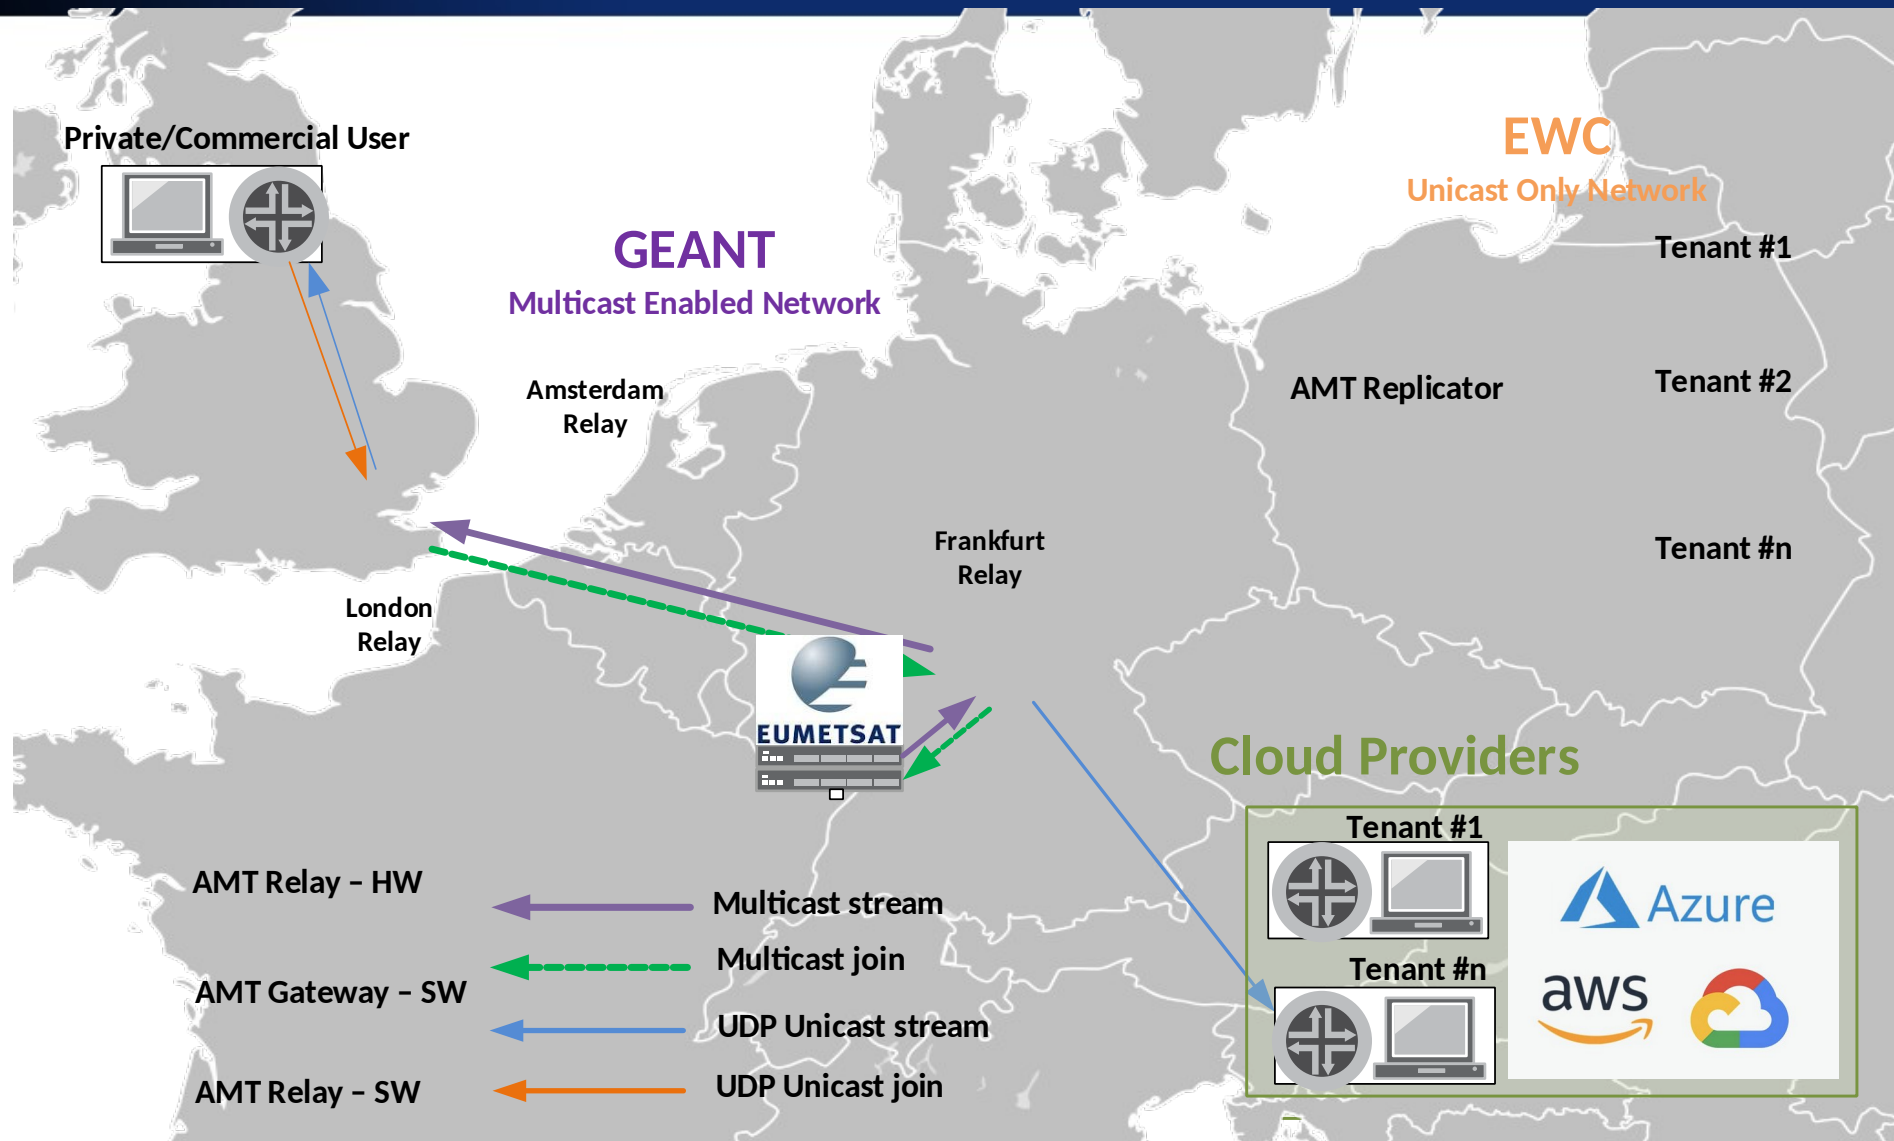 Private/Commercial User
EWC
Unicast Only Network
GEANT
Multicast Enabled Network
Tenant #1
Amsterdam
Relay
AMT Replicator
Tenant #2
Frankfurt
Relay
Tenant #n
London
Relay
EUMETSAT
Cloud Providers
Tenant #1
Azure
Tenant #n
aws
AMT Relay – HW
AMT Gateway – SW
AMT Relay – SW
Multicast stream
Multicast join
UDP Unicast stream
UDP Unicast join